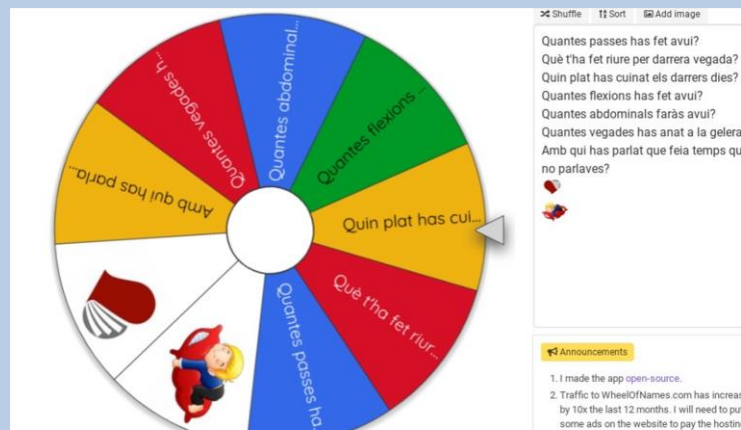 Shuffle Sort Add image
Quantes abdominal...
Quantes flexions ...
Quin plat has cui...
Què t'ha fet riur...
Quantes passes ha...
Amb qui has parla...
Quantes vegades h...
Quantes passes has fet avui?
Què t'ha fet riure per darrera vegada?
Quin plat has cuinat els darrers dies?
Quantes flexions has fet avui?
Quantes abdominals faràs avui?
Quantes vegades has anat a la gelera
Amb qui has parlat que feia temps qu
no parlaves?
Announcements
1. I made the app open-source.
2. Traffic to WheelOfNames.com has increas
by 10x the last 12 months. I will need to pu
some ads on the website to pay the hostin